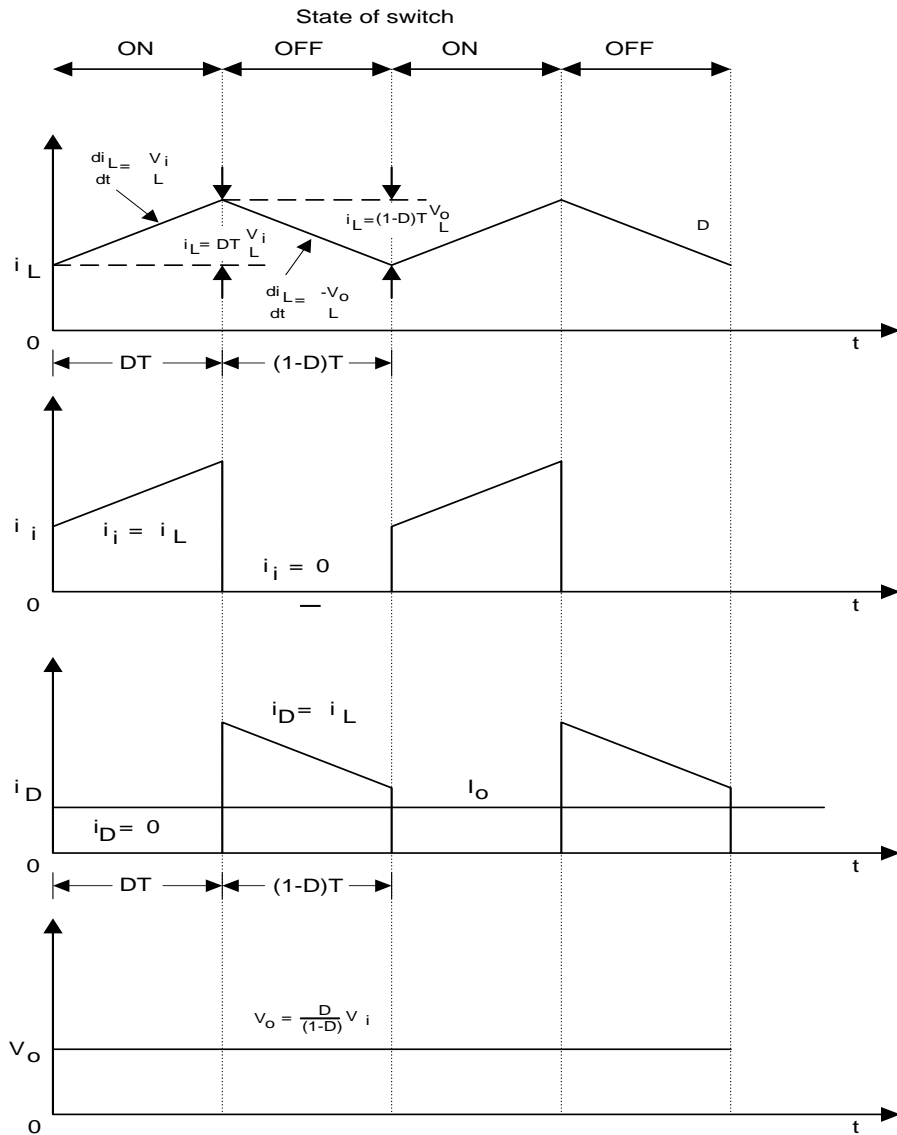 State of switch
ON OFF ON OFF
di L = V i
dt L
i L = (1-D)T V o
L
D
i L = DT V i
L
i L
di L = -V o
dt L
0 t
DT (1-D)T
i i
i i = i L
i i = 0
0 t
i D = i L
i D
I o
i D = 0
0 t
DT (1-D)T
V o = D V i
(1-D)
V o
0 t